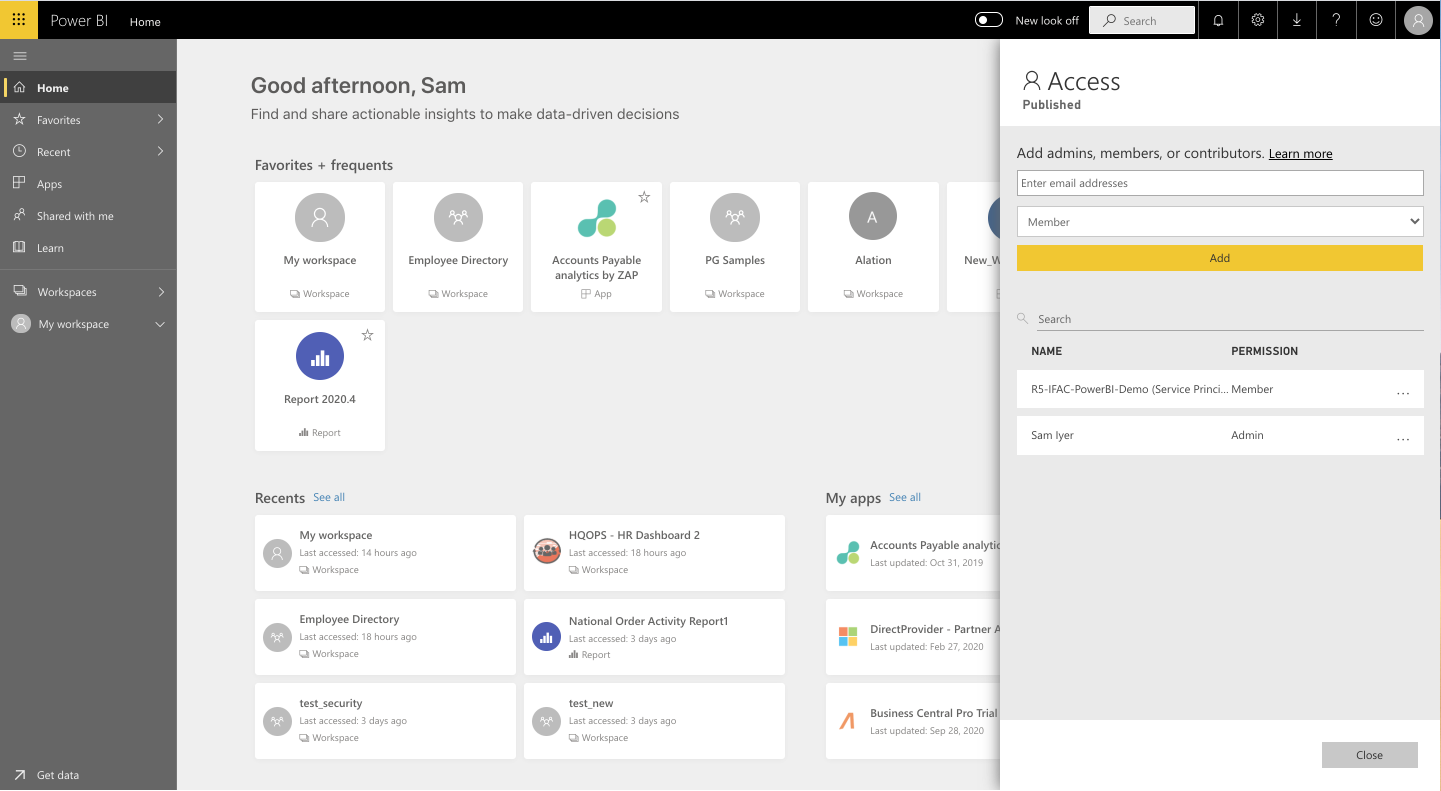 Power BI
Home
New look off
Search
Home
Favorites
Recent
Apps
Shared with me
Learn
Workspaces
My workspace
Get data
Good afternoon, Sam
Find and share actionable insights to make data-driven decisions
Favorites + frequents
My workspace
Workspace
Employee Directory
Workspace
Accounts Payable
analytics by ZAP
App
PG Samples
Workspace
A
Alation
Workspace
New_W
Report 2020.4
Report
Recents
See all
My workspace
Last accessed: 14 hours ago
Workspace
HQOPS - HR Dashboard 2
Last accessed: 18 hours ago
Workspace
Employee Directory
Last accessed: 18 hours ago
Workspace
National Order Activity Report1
Last accessed: 3 days ago
Report
test_security
Last accessed: 3 days ago
Workspace
test_new
Last accessed: 3 days ago
Workspace
My apps
See all
Accounts Payable analytic
Last updated: Oct 31, 2019
DirectProvider - Partner A
Last updated: Feb 27, 2020
Business Central Pro Trial
Last updated: Sep 28, 2020
Access
Published
Add admins, members, or contributors. Learn more
Enter email addresses
Member
Add
Search
NAME PERMISSION
R5-IFAC-PowerBI-Demo (Service Princi... Member ...
Sam Iyer Admin ...
Close